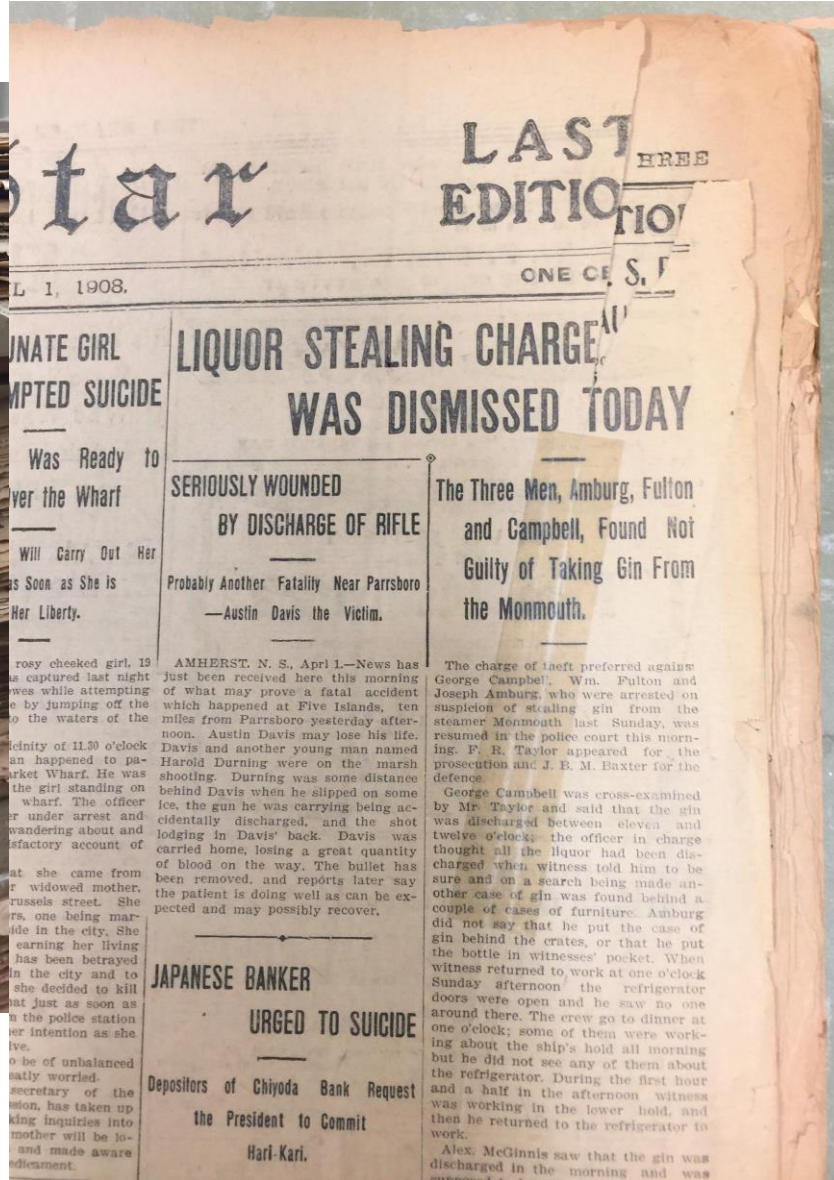 Star
LAST
EDITIO
HREE
TIO
L 1, 1908.
ONE CE
S.
UNATE GIRL
MPTED SUICIDE
Was Ready to
ver the Wharf
Will Carry Out Her
as Soon as She is
Her Liberty.
rosy cheeked girl, 19
as captured last night
owes while attempting
e by jumping off the
to the waters of the
icinity of 11.30 o'clock
an happened to pa-
arket Wharf. He was
the girl standing on
wharf. The officer
er under arrest and
wandering about and
isfactory account of
at she came from
r widowed mother,
russels street. She
rs, one being mar-
ide in the city. She
earning her living
has been betrayed
in the city and to
she decided to kill
hat just as soon as
n the police station
er intention as she
ive.
o be of unbalanced
eatly worried.
secretary of the
sion, has taken up
king inquiries into
mother will be lo-
and made aware
edicament.
LIQUOR STEALING CHARGE
WAS DISMISSED TODAY
SERIOUSLY WOUNDED
BY DISCHARGE OF RIFLE
Probably Another Fatality Near Parrsboro
—Austin Davis the Victim.
AMHERST. N. S., Aprl 1.—News has
just been received here this morning
of what may prove a fatal accident
which happened at Five Islands, ten
miles from Parrsboro yesterday after-
noon. Austin Davis may lose his life.
Davis and another young man named
Harold Durning were on the marsh
shooting. Durning was some distance
behind Davis when he slipped on some
ice, the gun he was carrying being ac-
cidentally discharged, and the shot
lodging in Davis' back. Davis was
carried home, losing a great quantity
of blood on the way. The bullet has
been removed, and reports later say
the patient is doing well as can be ex-
pected and may possibly recover.
JAPANESE BANKER
URGED TO SUICIDE
Depositors of Chiyoda Bank Request
the President to Commit
Hari-Kari.
The Three Men, Amburg, Fulton
and Campbell, Found Not
Guilty of Taking Gin From
the Monmouth.
The charge of theft preferred against
George Campbel, Wm. Fulton and
Joseph Amburg, who were arrested on
suspicion of stealing gin from the
steamer Monmouth last Sunday, was
resumed in the police court this morn-
ing. F. R. Taylor appeared for the
prosecution and J. B. M. Baxter for the
defence.
George Campbell was cross-examined
by Mr. Taylor and said that the gin
was discharged between eleven and
twelve o'clock; the officer in charge
thought all the liquor had been dis-
charged when witness told him to be
sure and on a search being made an-
other case of gin was found behind a
couple of cases of furniture. Amburg
did not say that he put the case of
gin behind the crates, or that he put
the bottle in witnesses' pocket. When
witness returned to work at one o'clock
Sunday afternoon the refrigerator
doors were open and he saw no one
around there. The crew go to dinner at
one o'clock; some of them were work-
ing about the ship's hold all morning
but he did not see any of them about
the refrigerator. During the first hour
and a half in the afternoon witness
was working in the lower hold, and
then he returned to the refrigerator to
work.
Alex. McGinnis saw that the gin was
discharged in the morning and was